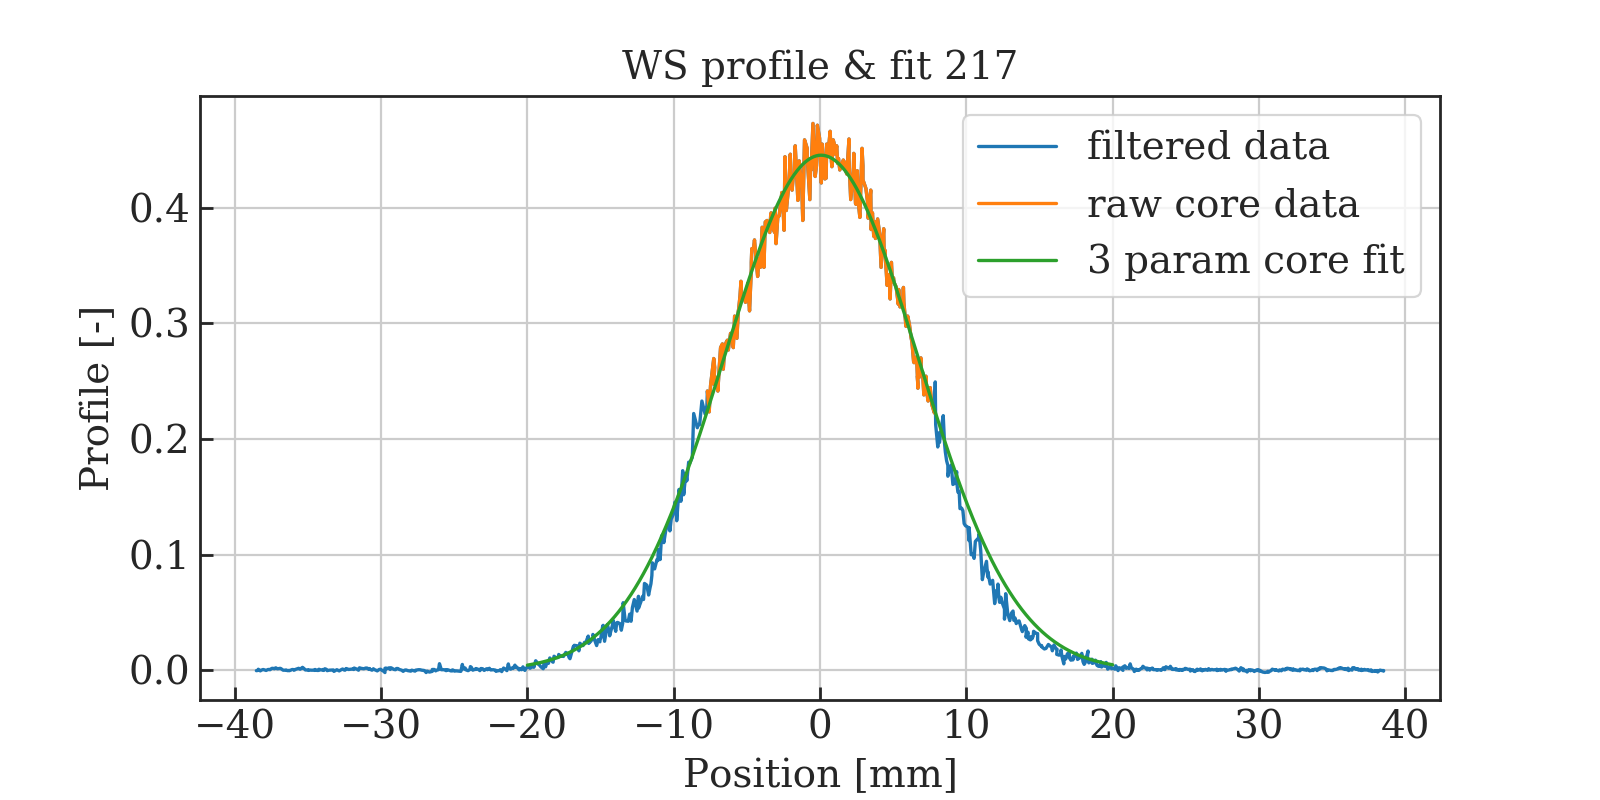 WS profile & fit 217
filtered data
raw core data
3 param core fit
Profile [-]
0.4
0.3
0.2
0.1
0.0
−40 −30 −20 −10 0 10 20 30 40
Position [mm]